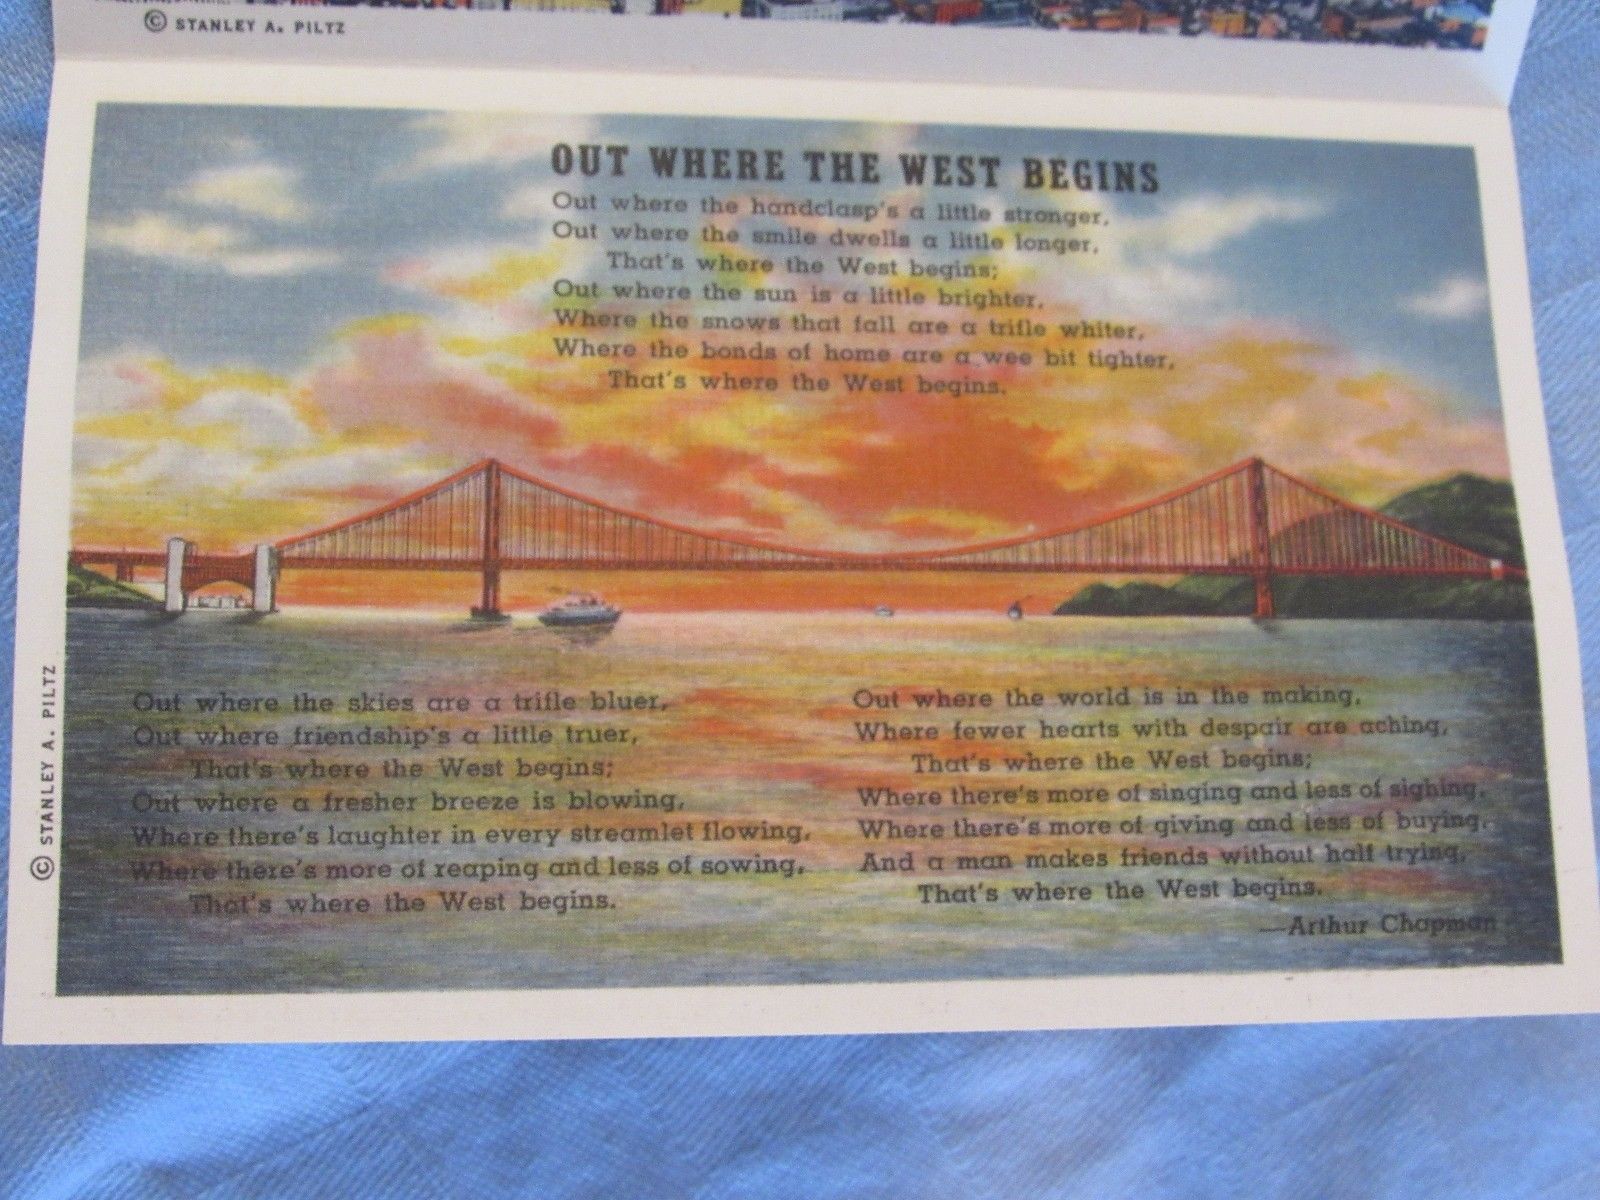 © STANLEY A. PILTZ
OUT WHERE THE WEST BEGINS
Out where the handclasp's a little stronger,
Out where the smile dwells a little longer,
That's where the West begins;
Out where the sun is a little brighter,
Where the snows that fall are a trifle whiter,
Where the bonds of home are a wee bit tighter,
That's where the West begins.
Out where the skies are a trifle bluer,
Out where friendship's a little truer,
That's where the West begins;
Out where a fresher breeze is blowing,
Where there's laughter in every streamlet flowing,
Where there's more of reaping and less of sowing,
That's where the West begins.
Out where the world is in the making,
Where fewer hearts with despair are aching,
That's where the West begins;
Where there's more of singing and less of sighing,
Where there's more of giving and less of buying,
And a man makes friends without half trying,
That's where the West begins.
—Arthur Chapman
© STANLEY A. PILTZ